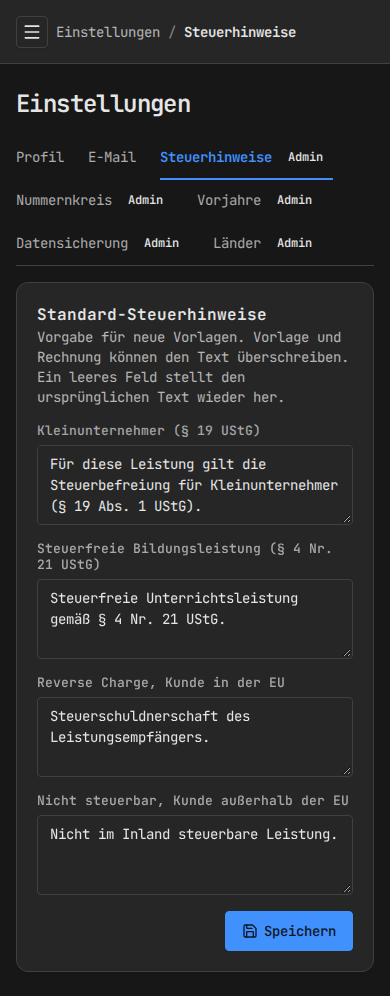 Einstellungen / Steuerhinweise
Einstellungen
Profil E-Mail Steuerhinweise Admin
Nummernkreis Admin Vorjahre Admin
Datensicherung Admin Länder Admin
Standard-Steuerhinweise
Vorgabe für neue Vorlagen. Vorlage und
Rechnung können den Text überschreiben.
Ein leeres Feld stellt den
ursprünglichen Text wieder her.
Kleinunternehmer (§ 19 UStG)
Für diese Leistung gilt die
Steuerbefreiung für Kleinunternehmer
(§ 19 Abs. 1 UStG).
Steuerfreie Bildungsleistung (§ 4 Nr.
21 UStG)
Steuerfreie Unterrichtsleistung
gemäß § 4 Nr. 21 UStG.
Reverse Charge, Kunde in der EU
Steuerschuldnerschaft des
Leistungsempfängers.
Nicht steuerbar, Kunde außerhalb der EU
Nicht im Inland steuerbare Leistung.
Speichern